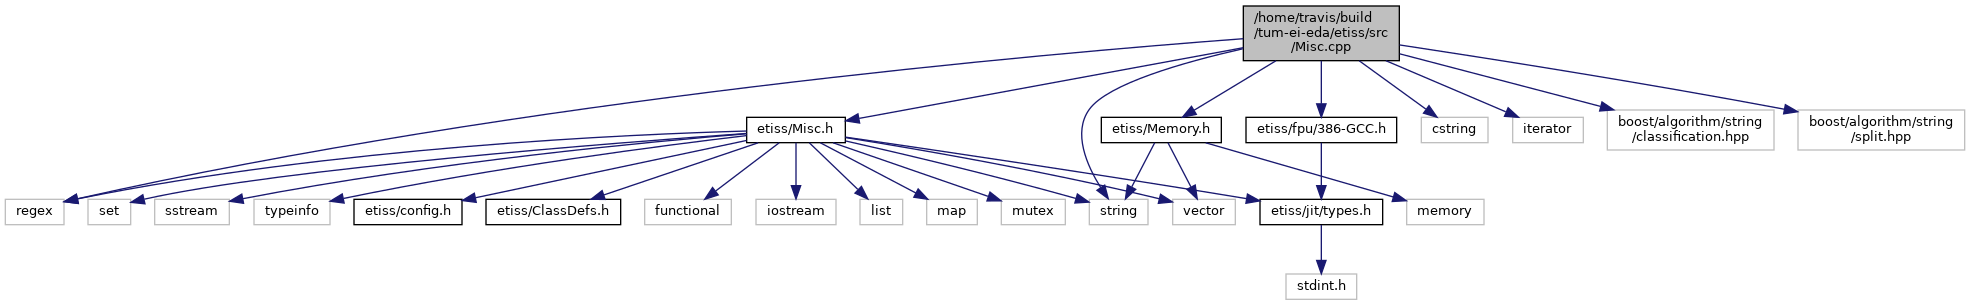 /home/travis/build
/tum-ei-eda/etiss/src
/Misc.cpp
boost/algorithm/string
/classification.hpp
boost/algorithm/string
/split.hpp
etiss/Misc.h
etiss/Memory.h
etiss/fpu/386-GCC.h
cstring
iterator
regex
set
sstream
typeinfo
etiss/config.h
etiss/ClassDefs.h
functional
iostream
list
map
mutex
string
vector
etiss/jit/types.h
memory
stdint.h